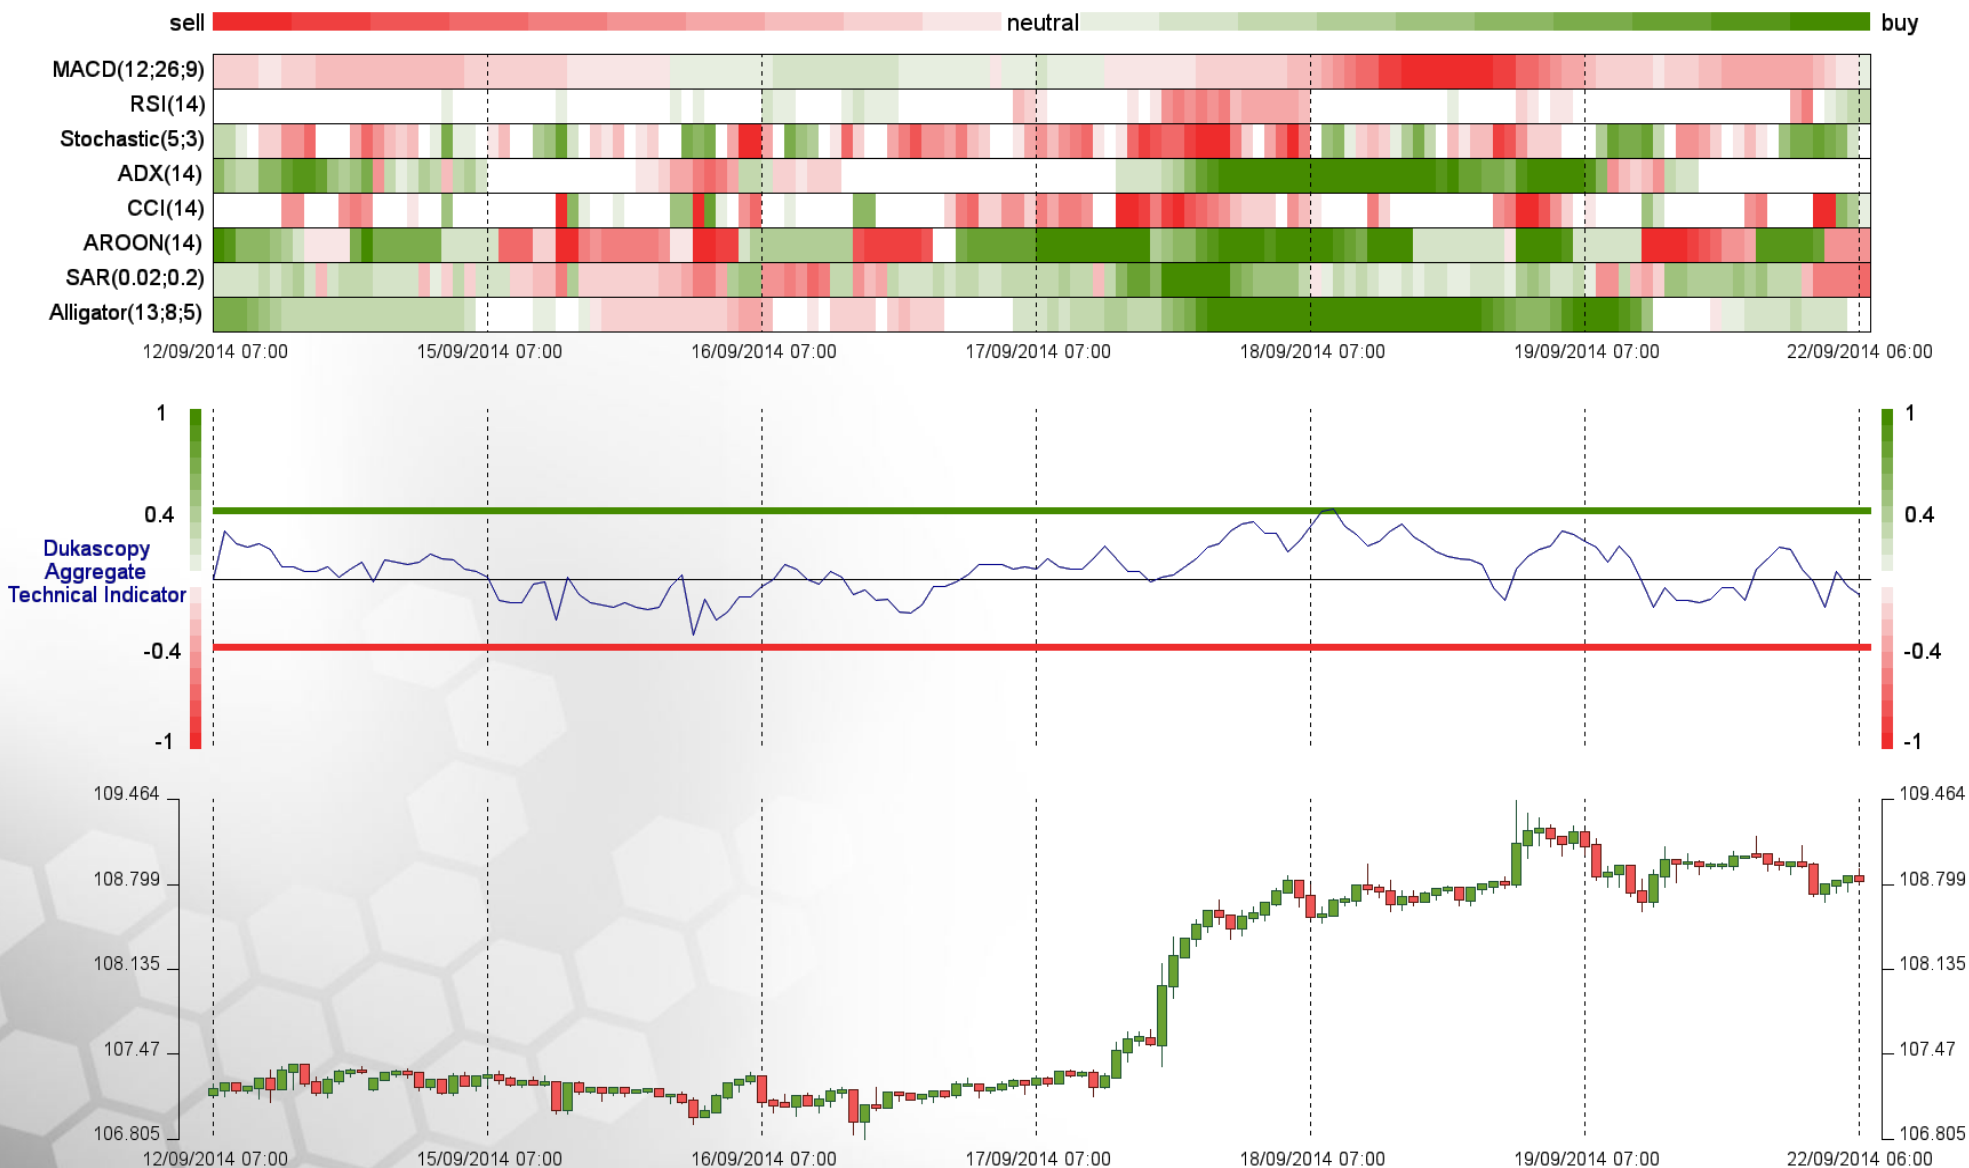 sell neutral buy
MACD(12;26;9)
RSI(14)
Stochastic(5;3)
ADX(14)
CCI(14)
AROON(14)
SAR(0.02;0.2)
Alligator(13;8;5)
12/09/2014 07:00 15/09/2014 07:00 16/09/2014 07:00 17/09/2014 07:00 18/09/2014 07:00 19/09/2014 07:00 22/09/2014 06:00
1 1
0.4 0.4
Dukascopy
Aggregate
Technical Indicator
-0.4 -0.4
-1 -1
109.464 109.464
108.799 108.799
108.135 108.135
107.47 107.47
106.805 106.805
12/09/2014 07:00 15/09/2014 07:00 16/09/2014 07:00 17/09/2014 07:00 18/09/2014 07:00 19/09/2014 07:00 22/09/2014 06:00